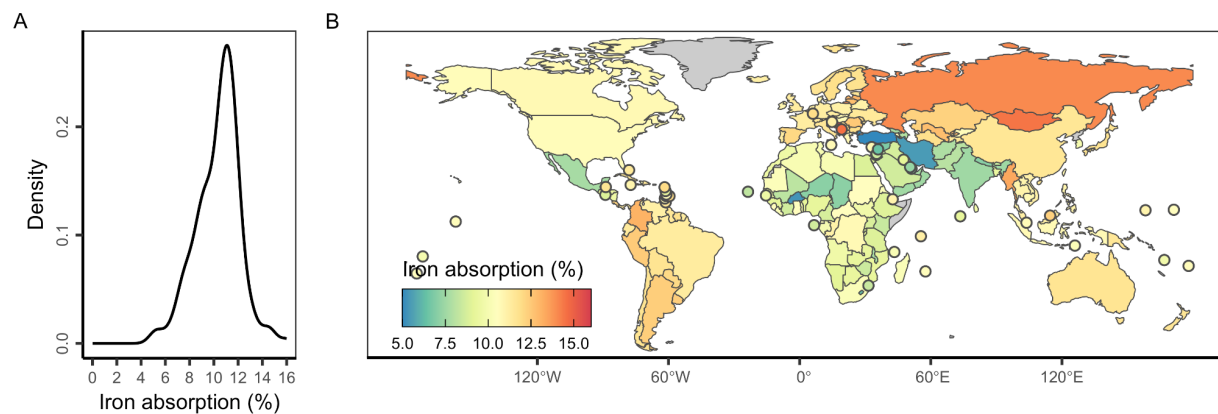 A
B
Density
0.0
0.1
0.2
0 2 4 6 8 10 12 14 16
Iron absorption (%)
Iron absorption (%)
5.0 7.5 10.0 12.5 15.0
120°W 60°W 0° 60°E 120°E